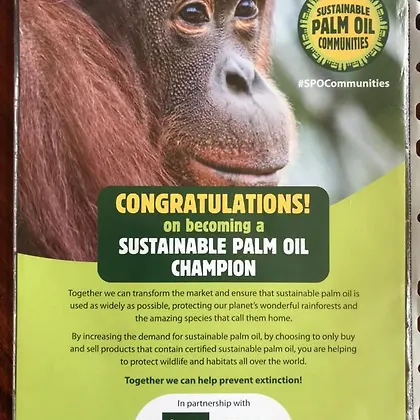 SUSTAINABLE
PALM OIL
COMMUNITIES
#SPOCommunities
CONGRATULATIONS!
on becoming a
SUSTAINABLE PALM OIL
CHAMPION
Together we can transform the market and ensure that sustainable palm oil is
used as widely as possible, protecting our planet's wonderful rainforests and
the amazing species that call them home.
By increasing the demand for sustainable palm oil, by choosing to only buy
and sell products that contain certified sustainable palm oil, you are helping
to protect wildlife and habitats all over the world.
Together we can help prevent extinction!
In partnership with